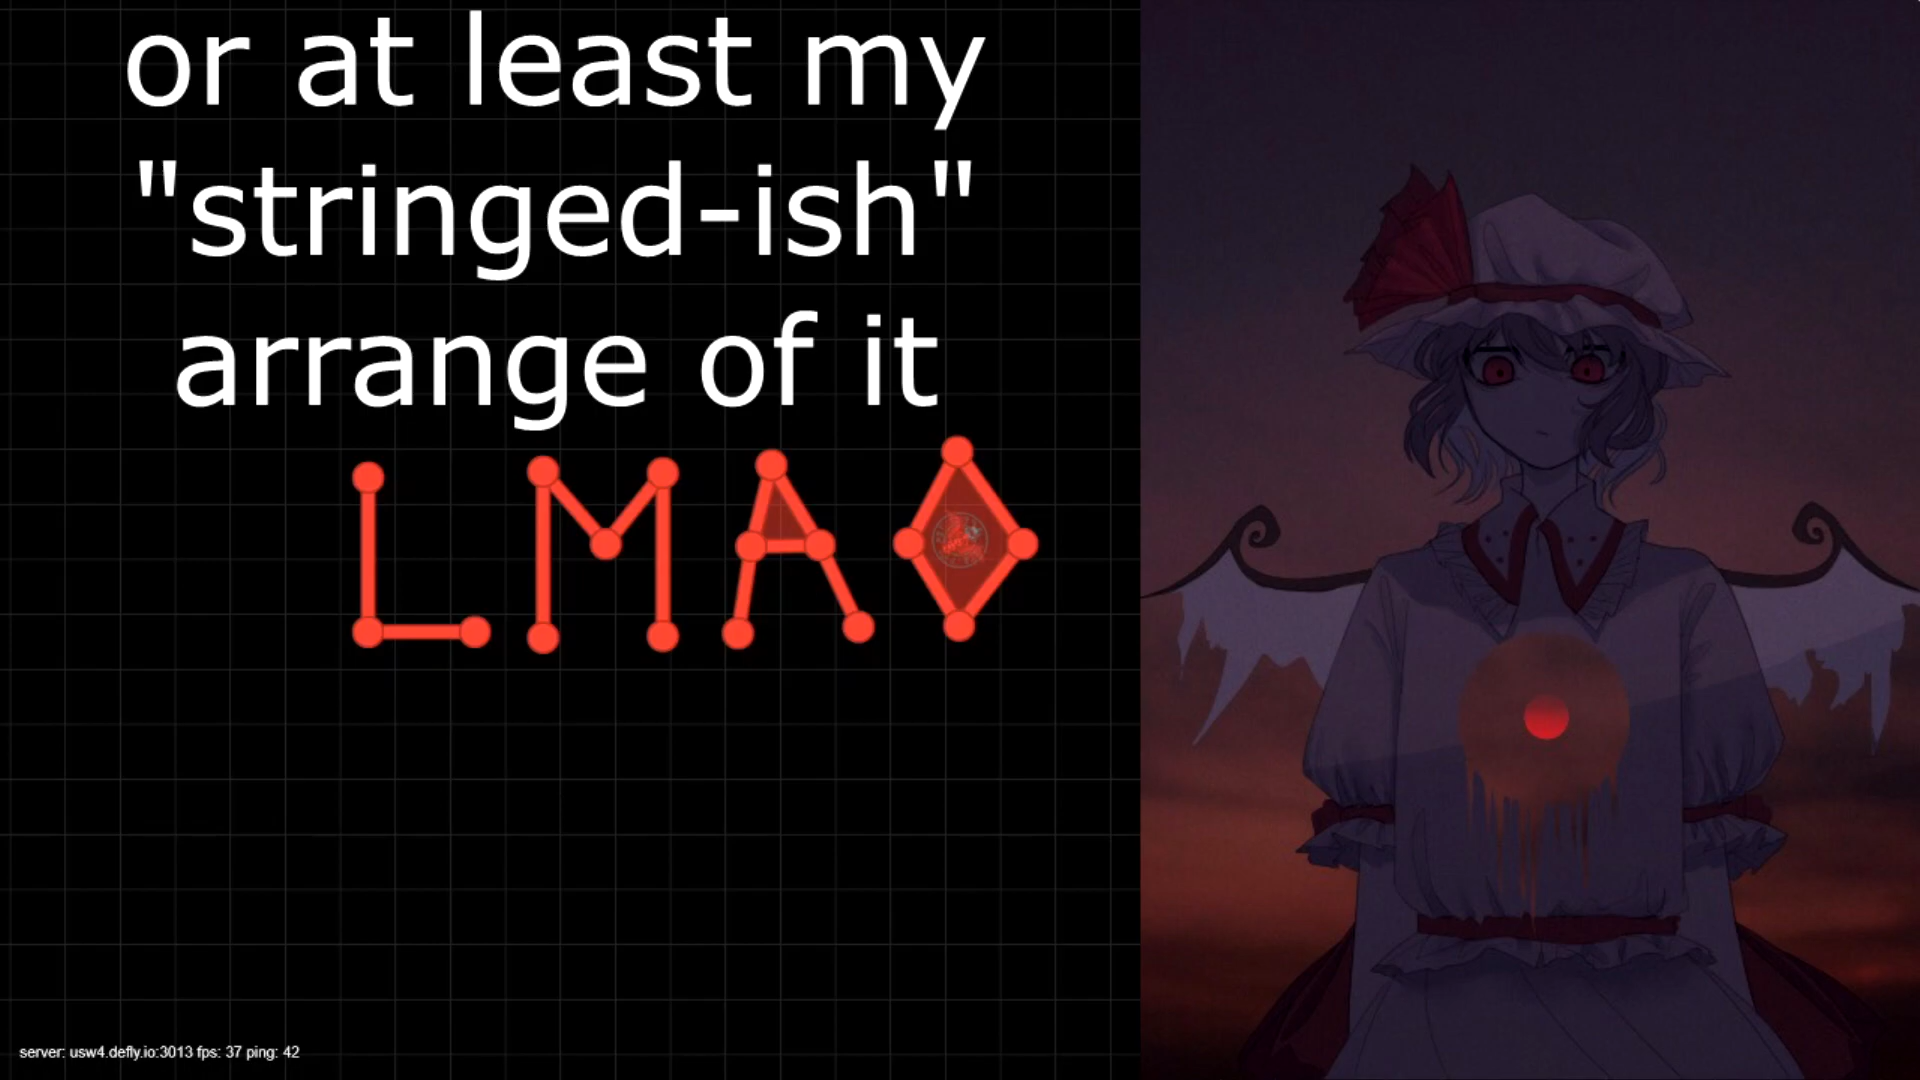 or at least my
"stringed-ish"
arrange of it
LMAO
server: usw4.defly.io:3013 fps: 37 ping: 42